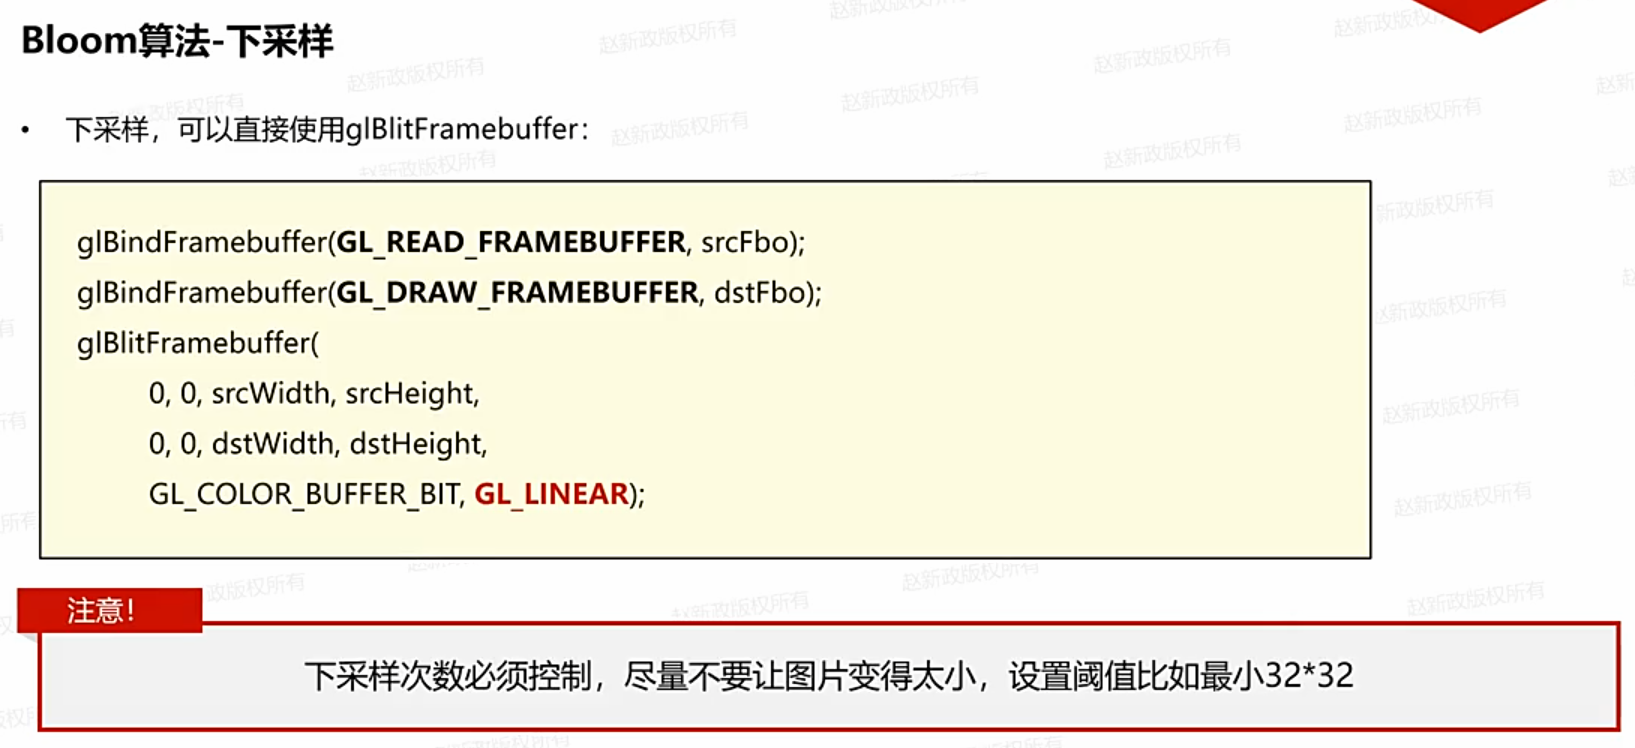 Bloom算法-下采样
• 下采样，可以直接使用glBlitFramebuffer：
glBindFramebuffer(GL_READ_FRAMEBUFFER, srcFbo);
glBindFramebuffer(GL_DRAW_FRAMEBUFFER, dstFbo);
glBlitFramebuffer(
0, 0, srcWidth, srcHeight,
0, 0, dstWidth, dstHeight,
GL_COLOR_BUFFER_BIT, GL_LINEAR);
注意！
下采样次数必须控制，尽量不要让图片变得太小，设置阈值比如最小32*32
赵新政版权所有